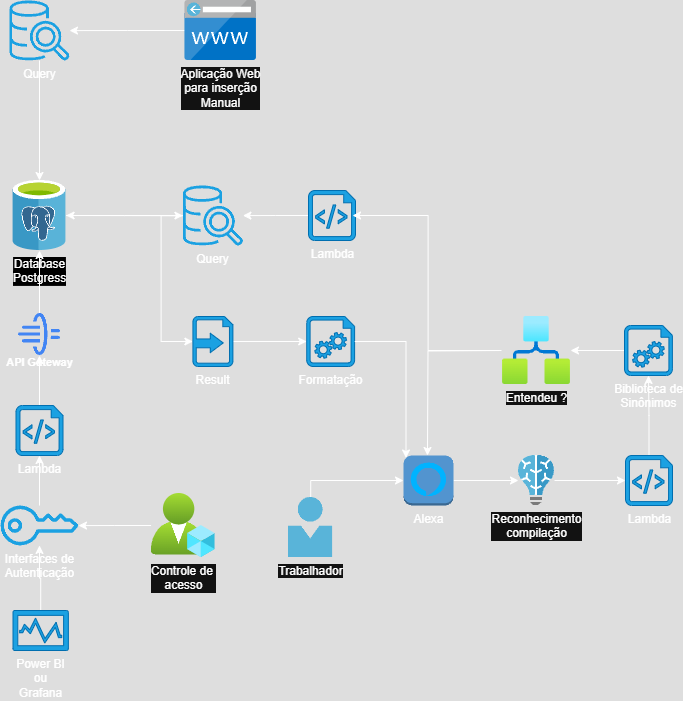 WWW
Query
Aplicação Web
para inserção
Manual
Database
Postgress
Query
Lambda
API Gateway
Result
Formatação
Entendeu ?
Biblioteca de
Sinônimos
Lambda
Alexa
Reconhecimento
compilação
Lambda
Interfaces de
Autenticação
Controle de
acesso
Trabalhador
Power BI
ou
Grafana